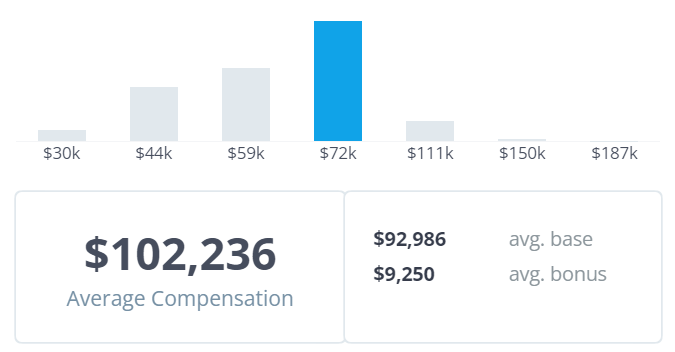 $30k $44k $59k $72k $111k $150k $187k
$102,236
Average Compensation
$92,986 avg. base
$9,250 avg. bonus